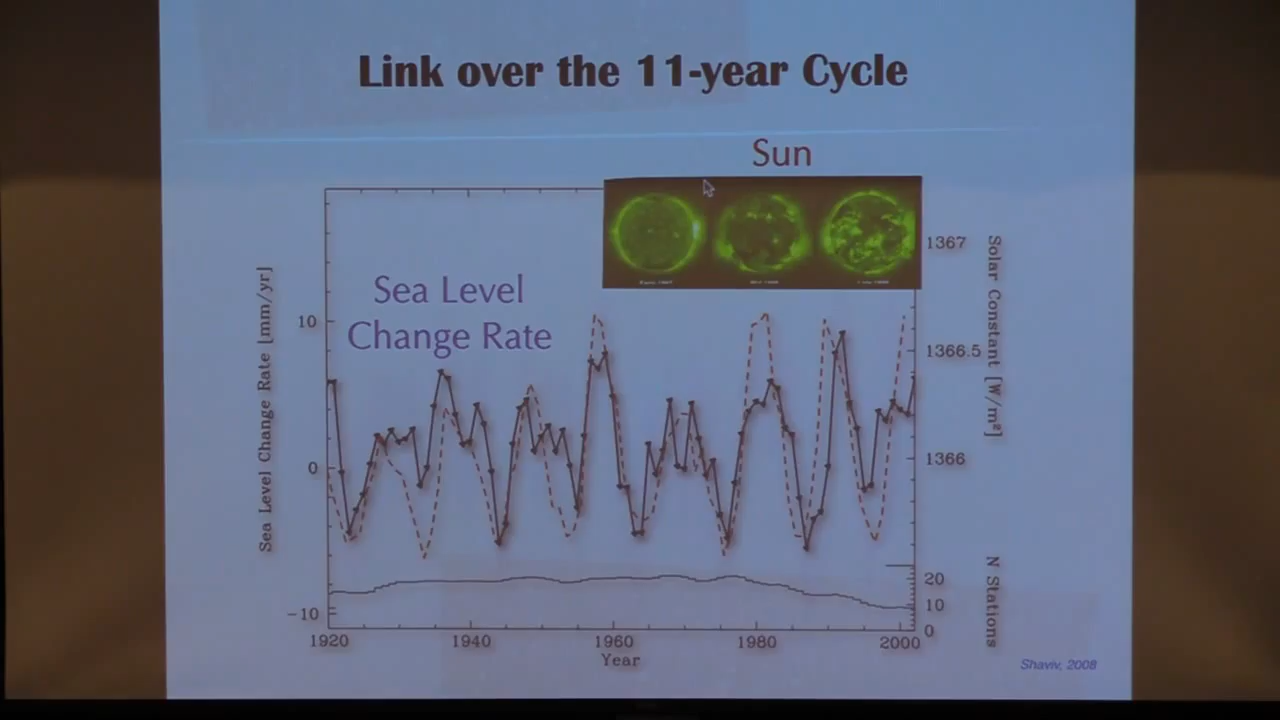 Link over the 11-year Cycle
Sun
Sea Level
Change Rate
Sea Level Change Rate [mm/yr]
10
0
−10
1367
1366.5
1366
Solar Constant [W/m²]
20
10
0
N Stations
1920
1940
1960
1980
2000
Year
Shaviv, 2008